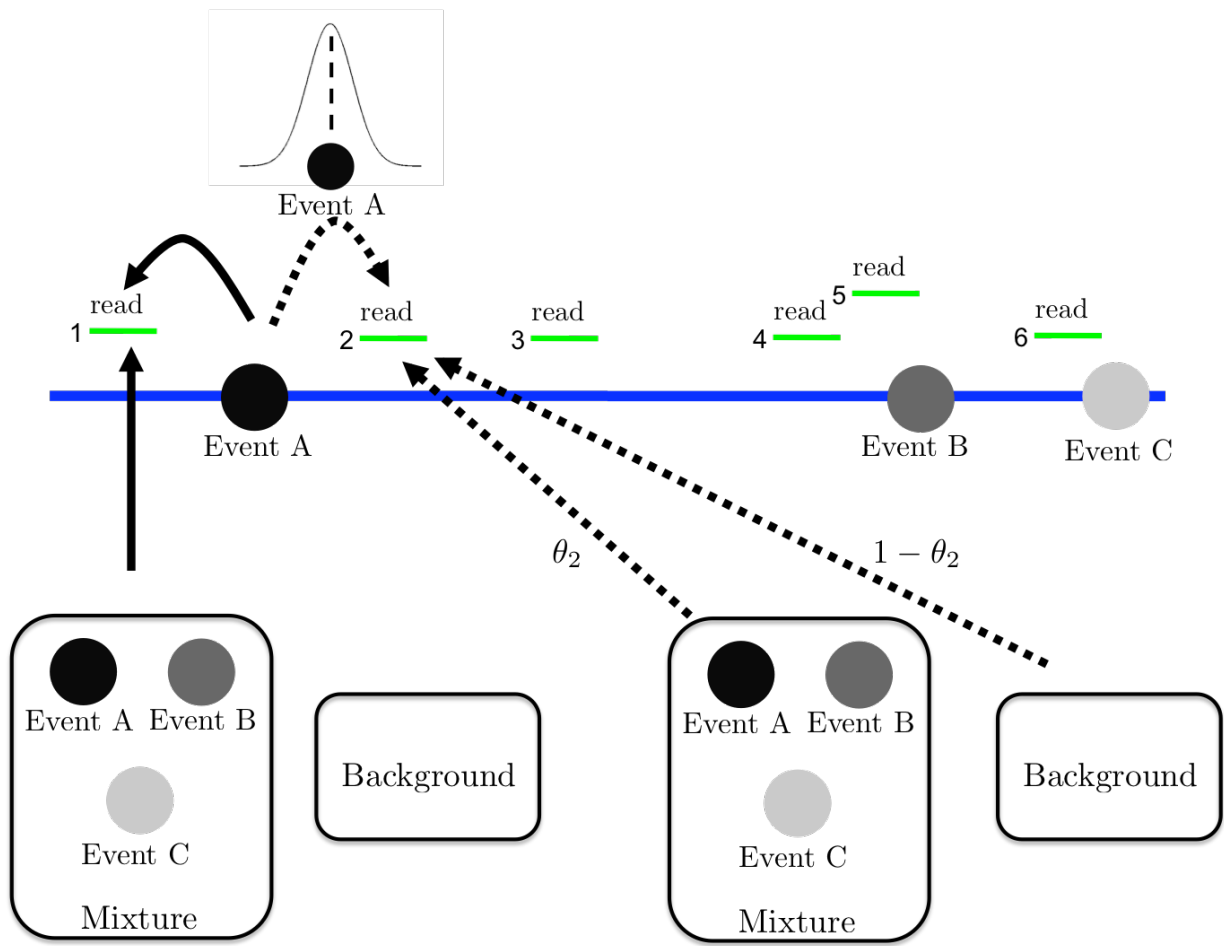 Event A
read
1
read
2
read
3
read
4
read
5
read
6
Event A
Event B
Event C
θ₂
1 − θ₂
Event A Event B
Event C
Mixture
Background
Event A Event B
Event C
Mixture
Background